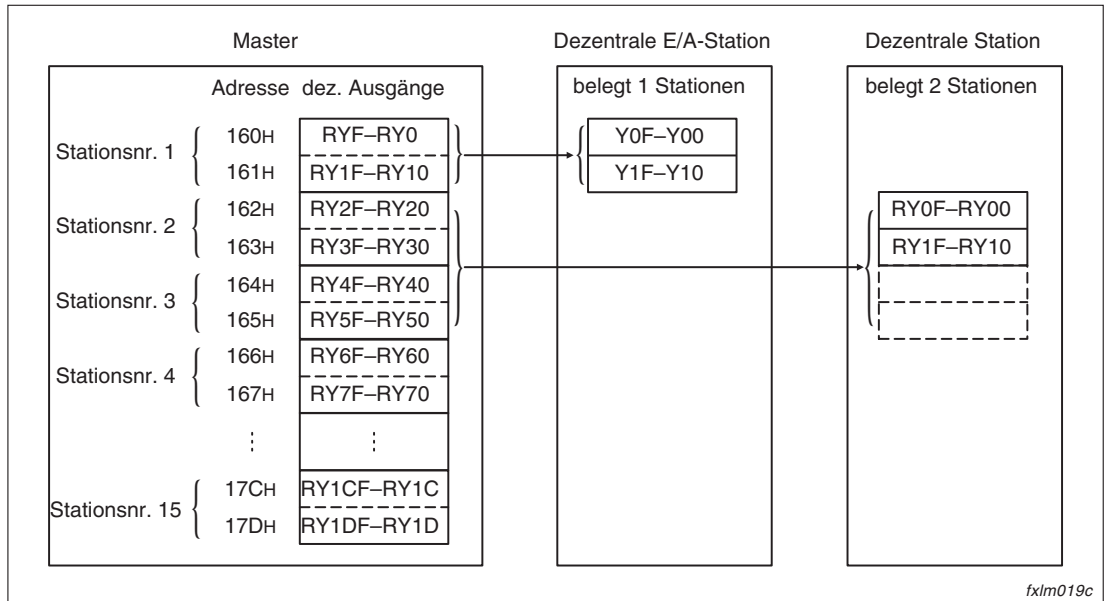 Master Dezentrale E/A-Station Dezentrale Station
Adresse dez. Ausgänge belegt 1 Stationen belegt 2 Stationen
Stationsnr. 1
160H RYF–RY0 Y0F–Y00
161H RY1F–RY10 Y1F–Y10
Stationsnr. 2
162H RY2F–RY20 RY0F–RY00
163H RY3F–RY30 RY1F–RY10
Stationsnr. 3
164H RY4F–RY40
165H RY5F–RY50
Stationsnr. 4
166H RY6F–RY60
167H RY7F–RY70
Stationsnr. 15
17CH RY1CF–RY1C
17DH RY1DF–RY1D
fxlm019c